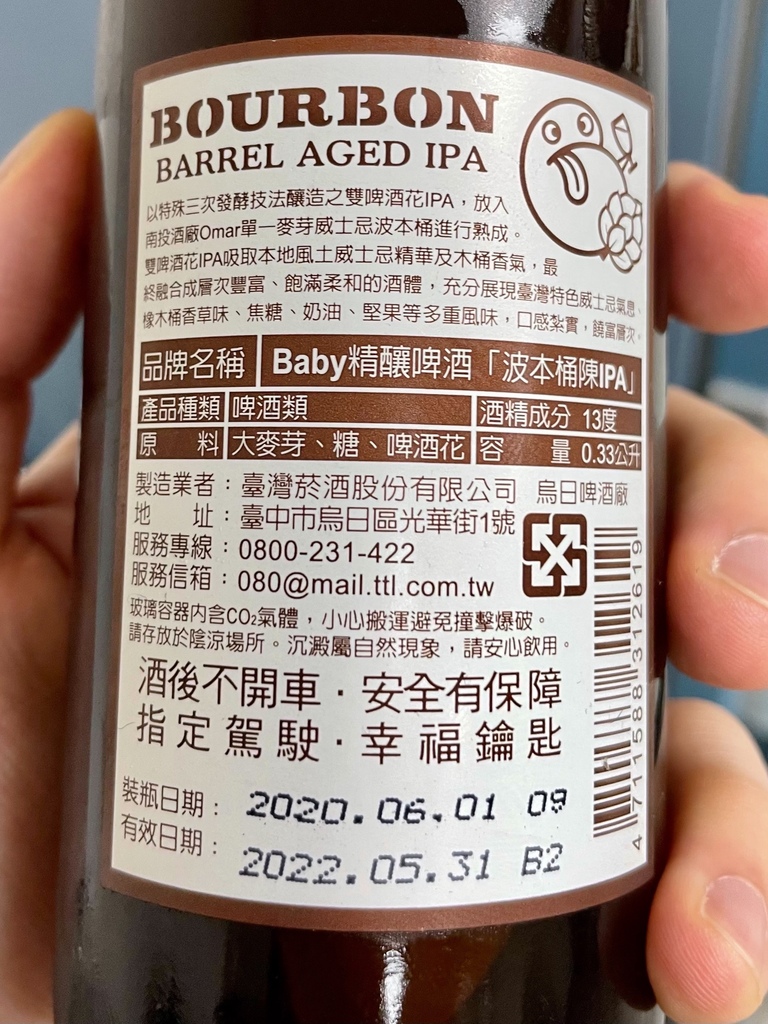 BOURBON
BARREL AGED IPA
以特殊三次發酵技法釀造之雙啤酒花IPA，放入
南投酒廠Omar單一麥芽威士忌波本桶進行熟成。
雙啤酒花IPA吸取本地風土威士忌精華及木桶香氣，最
終融合成層次豐富、飽滿柔和的酒體，充分展現臺灣特色威士忌氣息、
橡木桶香草味、焦糖、奶油、堅果等多重風味，口感紮實，饒富層次。
品牌名稱 Baby精釀啤酒「波本桶陳IPA」
產品種類 啤酒類 酒精成分 13度
原料 大麥芽、糖、啤酒花 容量 0.33公升
製造業者：臺灣菸酒股份有限公司 烏日啤酒廠
地址：臺中市烏日區光華街1號
服務專線：0800-231-422
服務信箱：080@mail.ttl.com.tw
玻璃容器內含CO₂氣體，小心搬運避免撞擊爆破。
請存放於陰涼場所。沉澱屬自然現象，請安心飲用。
酒後不開車·安全有保障
指定駕駛·幸福鑰匙
裝瓶日期：2020.06.01 09
有效日期：2022.05.31 B2
4711588312619